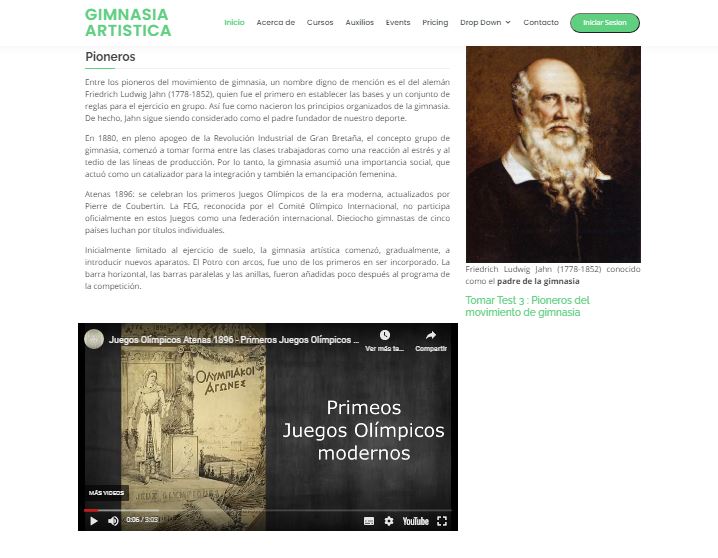 GIMNASIA
ARTISTICA
Inicio Acerca de Cursos Auxilios Events Pricing Drop Down Contacto Iniciar Sesion
Pioneros
Entre los pioneros del movimiento de gimnasia, un nombre digno de mención es el del alemán
Friedrich Ludwig Jahn (1778-1852), quien fue el primero en establecer las bases y un conjunto de
reglas para el ejercicio en grupo. Así fue como nacieron los principios organizados de la gimnasia.
De hecho, Jahn sigue siendo considerado como el padre fundador de nuestro deporte.
En 1880, en pleno apogeo de la Revolución Industrial de Gran Bretaña, el concepto grupo de
gimnasia, comenzó a tomar forma entre las clases trabajadoras como una reacción al estrés y al
tedio de las líneas de producción. Por lo tanto, la gimnasia asumió una importancia social, que
actuó como un catalizador para la integración y también la emancipación femenina.
Atenas 1896: se celebran los primeros Juegos Olímpicos de la era moderna, actualizados por
Pierre de Coubertin. La FEG, reconocida por el Comité Olímpico Internacional, no participa
oficialmente en estos Juegos como una federación internacional. Dieciocho gimnastas de cinco
países luchan por títulos individuales.
Inicialmente limitado al ejercicio de suelo, la gimnasia artística comenzó, gradualmente, a
introducir nuevos aparatos. El Potro con arcos, fue uno de los primeros en ser incorporado. La
barra horizontal, las barras paralelas y las anillas, fueron añadidas poco después al programa de
la competición.
Friedrich Ludwig Jahn (1778-1852) conocido
como el padre de la gimnasia
Tomar Test 3 : Pioneros del
movimiento de gimnasia
Juegos Olímpicos Atenas 1896 - Primeros Juegos Olímpicos ...
Ver más ta... Compartir
ΟΛΥΜΠΙΑΚΟΙ
ΑΓΩΝΕΣ
Primeos
Juegos Olímpicos
modernos
MÁS VIDEOS
JEUX OLYMPIQUES
0:06 / 3:03 YouTube